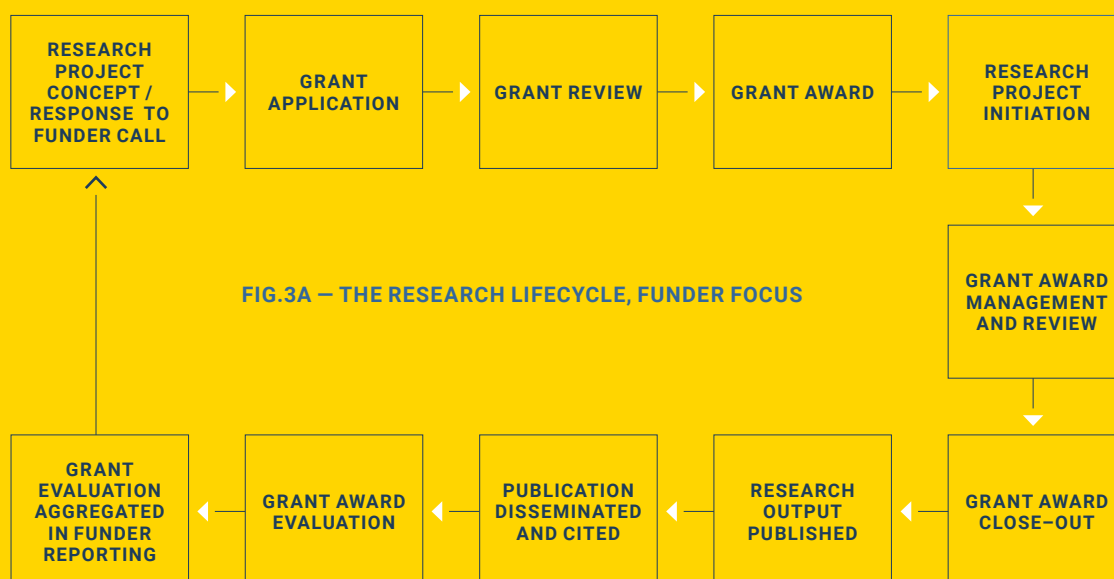 RESEARCH
PROJECT
CONCEPT /
RESPONSE TO
FUNDER CALL
GRANT
APPLICATION
GRANT REVIEW
GRANT AWARD
RESEARCH
PROJECT
INITIATION
GRANT AWARD
MANAGEMENT
AND REVIEW
FIG.3A — THE RESEARCH LIFECYCLE, FUNDER FOCUS
GRANT AWARD
CLOSE–OUT
RESEARCH
OUTPUT
PUBLISHED
PUBLICATION
DISSEMINATED
AND CITED
GRANT AWARD
EVALUATION
GRANT
EVALUATION
AGGREGATED
IN FUNDER
REPORTING